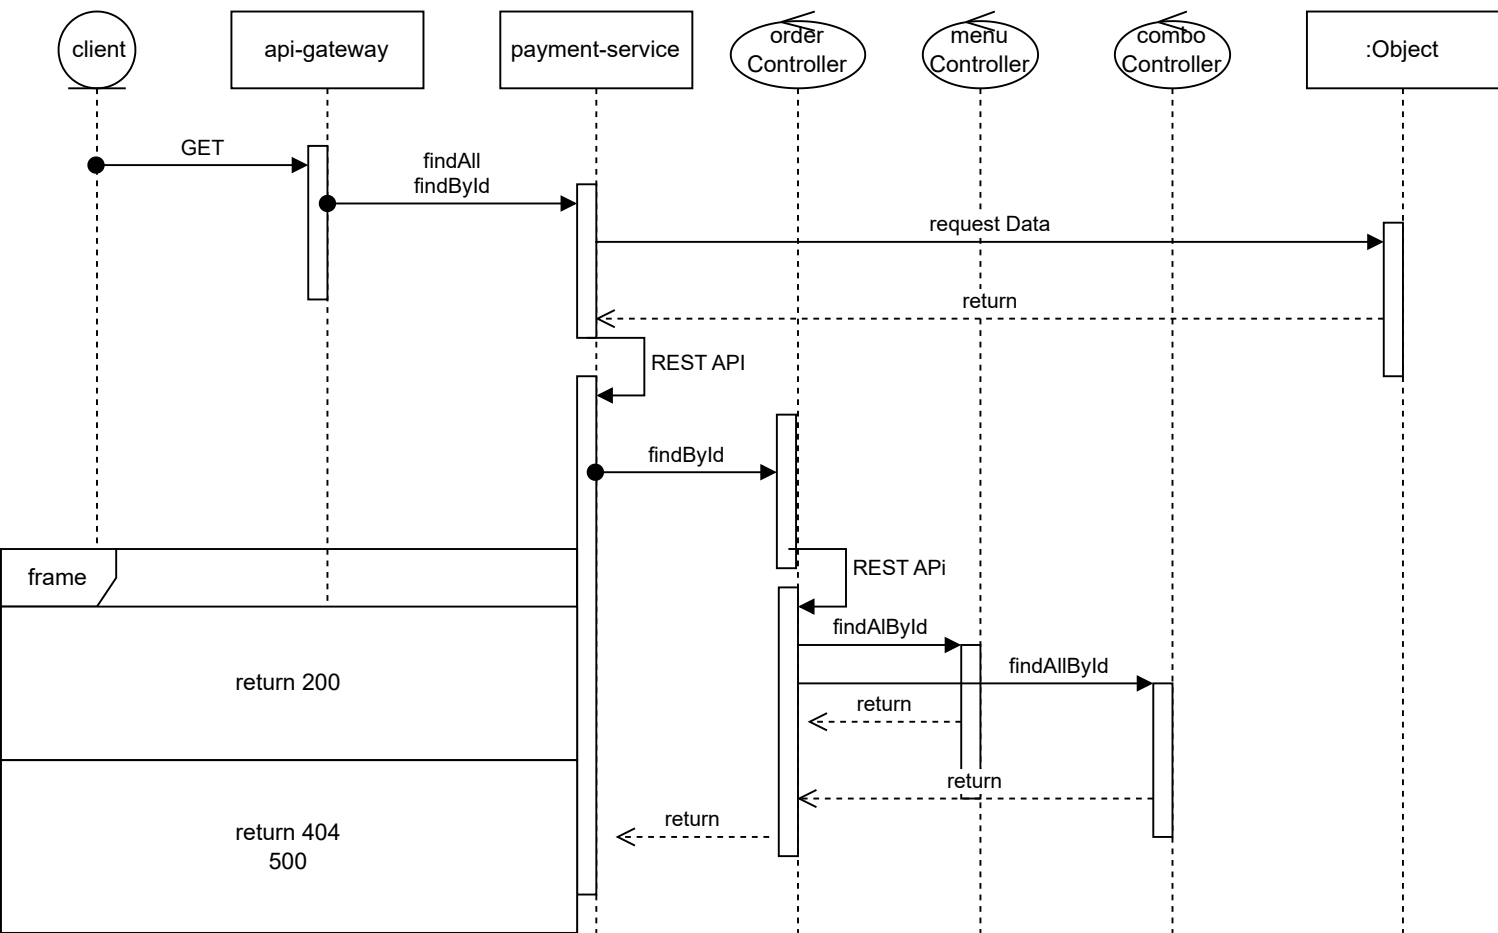 client
api-gateway
payment-service
order
Controller
menu
Controller
combo
Controller
:Object
GET
findAll
findById
request Data
return
REST API
findById
frame
REST APi
findAlById
return 200
findAllById
return
return
return
return 404
500